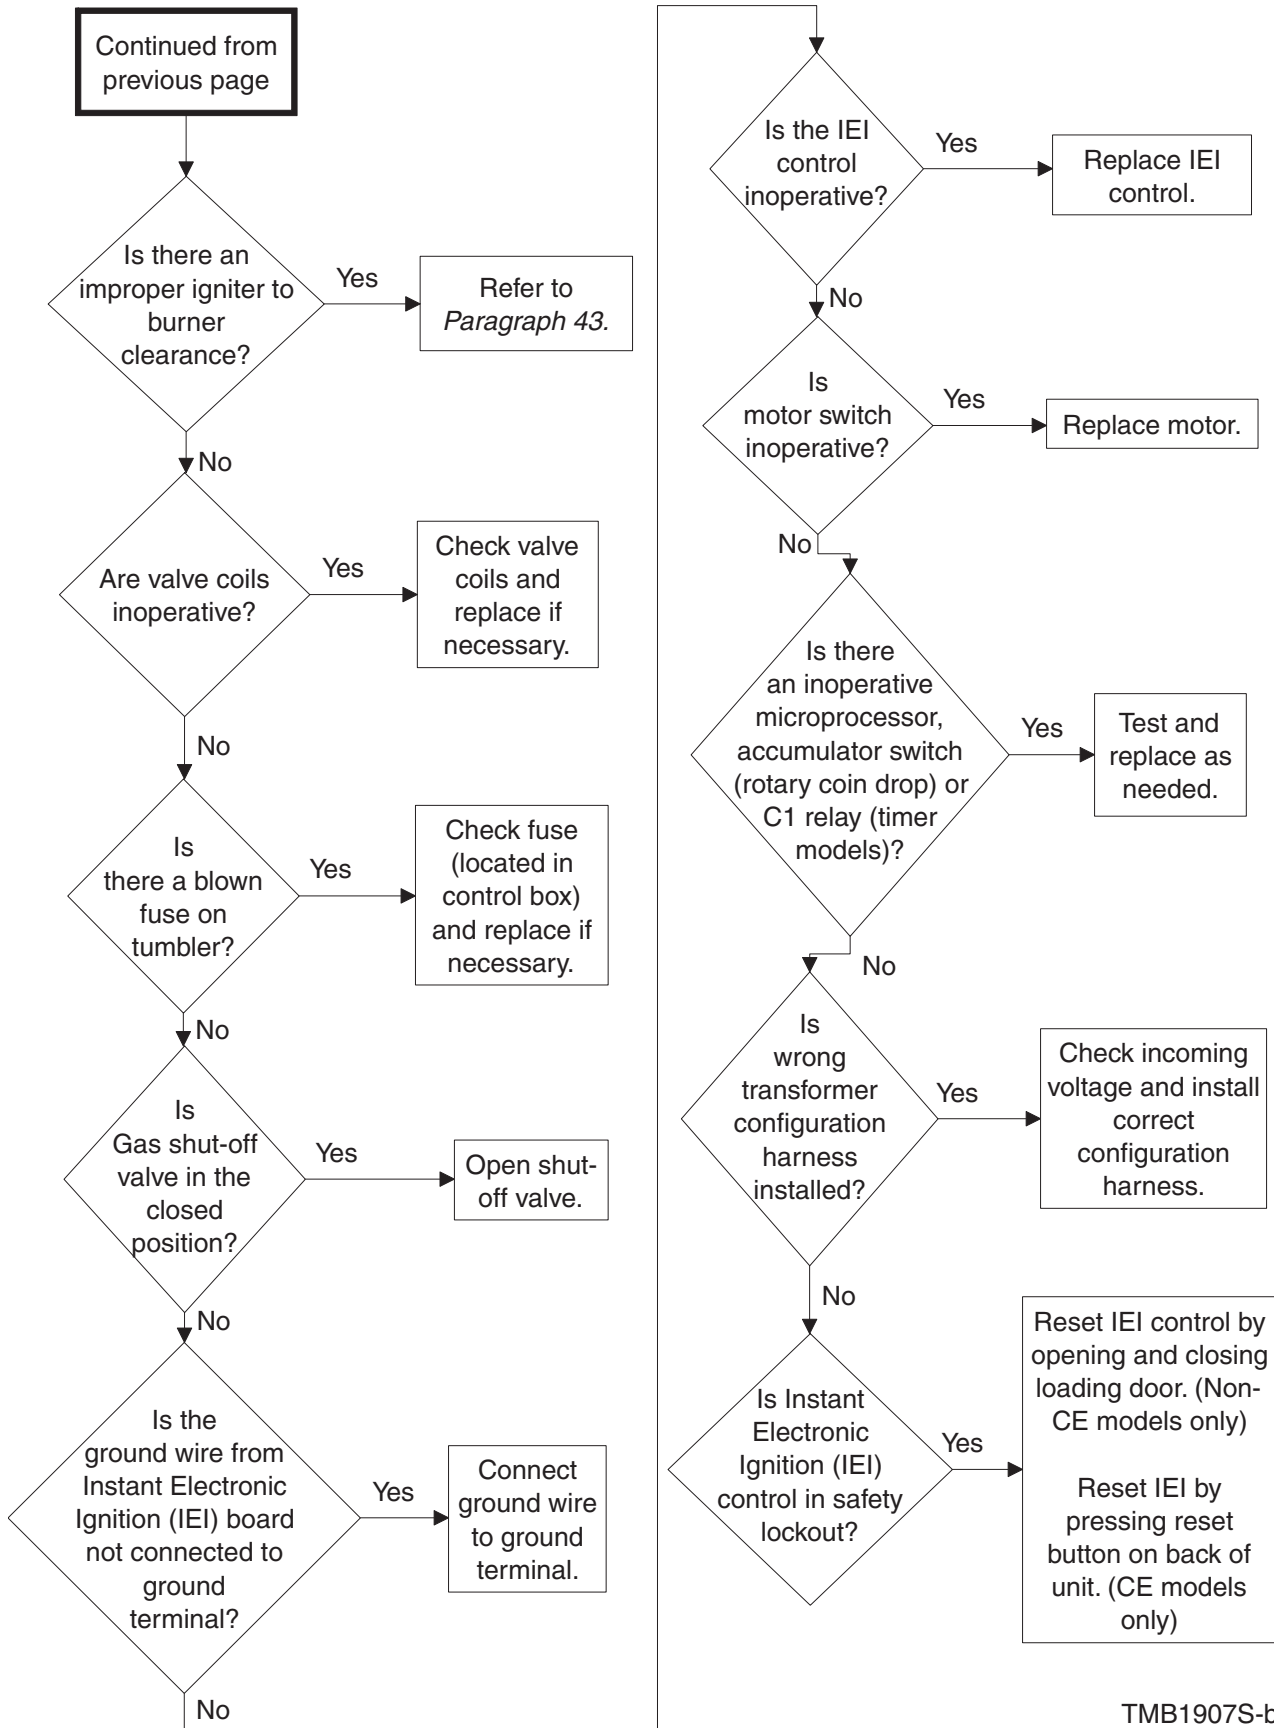 Continued from
previous page
Is there an
improper igniter to
burner
clearance?
Yes
Refer to
Paragraph 43.
No
Are valve coils
inoperative?
Yes
Check valve
coils and
replace if
necessary.
No
Is
there a blown
fuse on
tumbler?
Yes
Check fuse
(located in
control box)
and replace if
necessary.
No
Is
Gas shut-off
valve in the
closed
position?
Yes
Open shut-
off valve.
No
Is the
ground wire from
Instant Electronic
Ignition (IEI) board
not connected to
ground
terminal?
Yes
Connect
ground wire
to ground
terminal.
No
Is the IEI
control
inoperative?
Yes
Replace IEI
control.
No
Is
motor switch
inoperative?
Yes
Replace motor.
No
Is there
an inoperative
microprocessor,
accumulator switch
(rotary coin drop) or
C1 relay (timer
models)?
Yes
Test and
replace as
needed.
No
Is
wrong
transformer
configuration
harness
installed?
Yes
Check incoming
voltage and install
correct
configuration
harness.
No
Is Instant
Electronic
Ignition (IEI)
control in safety
lockout?
Yes
Reset IEI control by
opening and closing
loading door. (Non-
CE models only)
Reset IEI by
pressing reset
button on back of
unit. (CE models
only)
TMB1907S-b